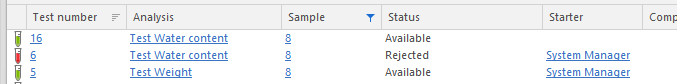 Test number Analysis Sample Status Starter Comp
16 Test Water content 8 Available
6 Test Water content 8 Rejected System Manager
5 Test Weight 8 Available System Manager